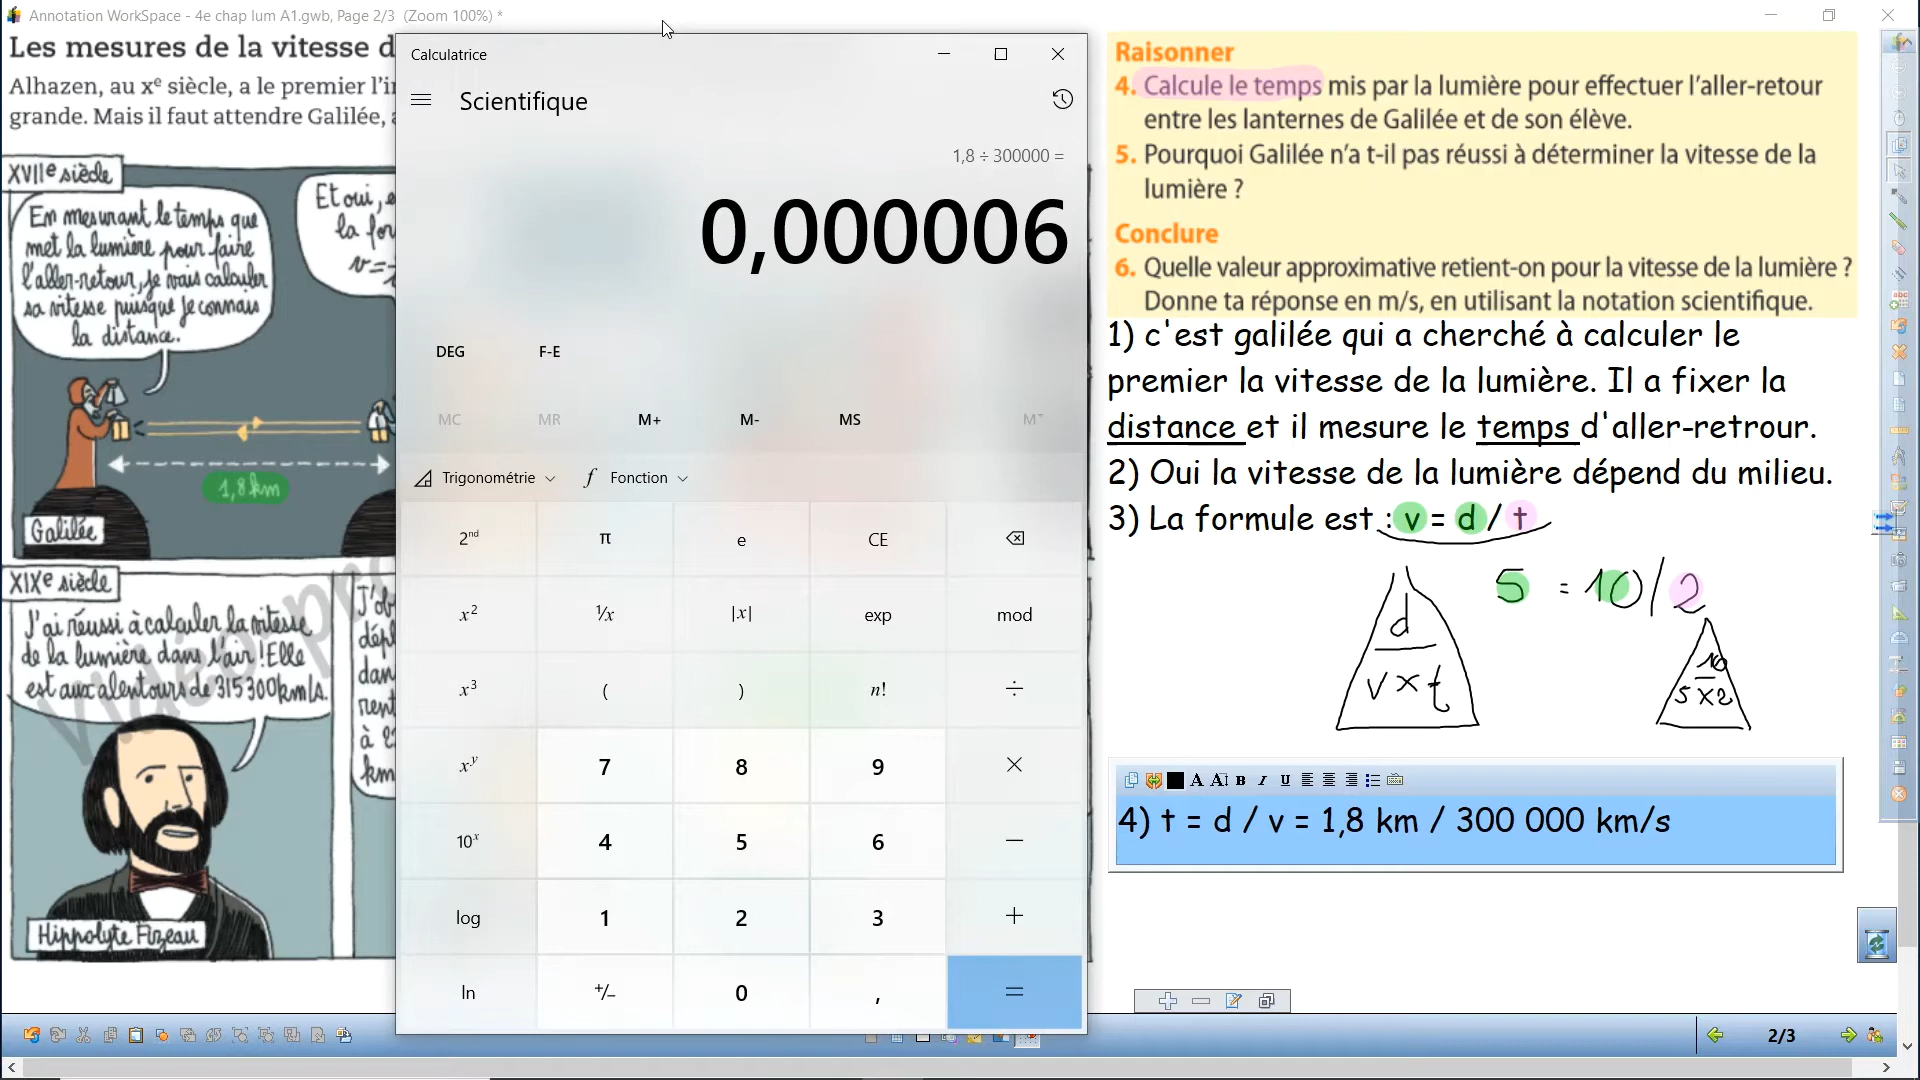 Annotation WorkSpace - 4e chap lum A1.gwb, Page 2/3 (Zoom 100%) *
Les mesures de la vitesse d
Alhazen, au xe siècle, a le premier l'i
grande. Mais il faut attendre Galilée,
XVIIe siècle
En mesurant le temps que
met la lumière pour faire
l'aller-retour, je vais calculer
sa vitesse puisque je connais
la distance.
Et oui, e
la for
v=
1,8 km
Galilée
XIXe siècle
J'ai réussi à calculer la vitesse
de la lumière dans l'air ! Elle
est aux alentours de 315300km/s.
J'ob
dépl
dan
rent
à 2
km
Hippolyte Fizeau
Calculatrice
Scientifique
1,8 ÷ 300000 =
0,000006
DEG F-E
MC MR M+ M- MS M
Trigonométrie f Fonction
2nd π e CE
x2 1/x |x| exp mod
x3 ( ) n! ÷
xy 7 8 9 ×
10x 4 5 6 −
log 1 2 3 +
ln +/− 0 , =
Raisonner
4. Calcule le temps mis par la lumière pour effectuer l'aller-retour
entre les lanternes de Galilée et de son élève.
5. Pourquoi Galilée n'a t-il pas réussi à déterminer la vitesse de la
lumière ?
Conclure
6. Quelle valeur approximative retient-on pour la vitesse de la lumière ?
Donne ta réponse en m/s, en utilisant la notation scientifique.
1) c'est galilée qui a cherché à calculer le
premier la vitesse de la lumière. Il a fixer la
distance et il mesure le temps d'aller-retrour.
2) Oui la vitesse de la lumière dépend du milieu.
3) La formule est : v = d / t
5 = 10 / 2
d
v × t
10
5 × 2
A A B I U
4) t = d / v = 1,8 km / 300 000 km/s
2/3